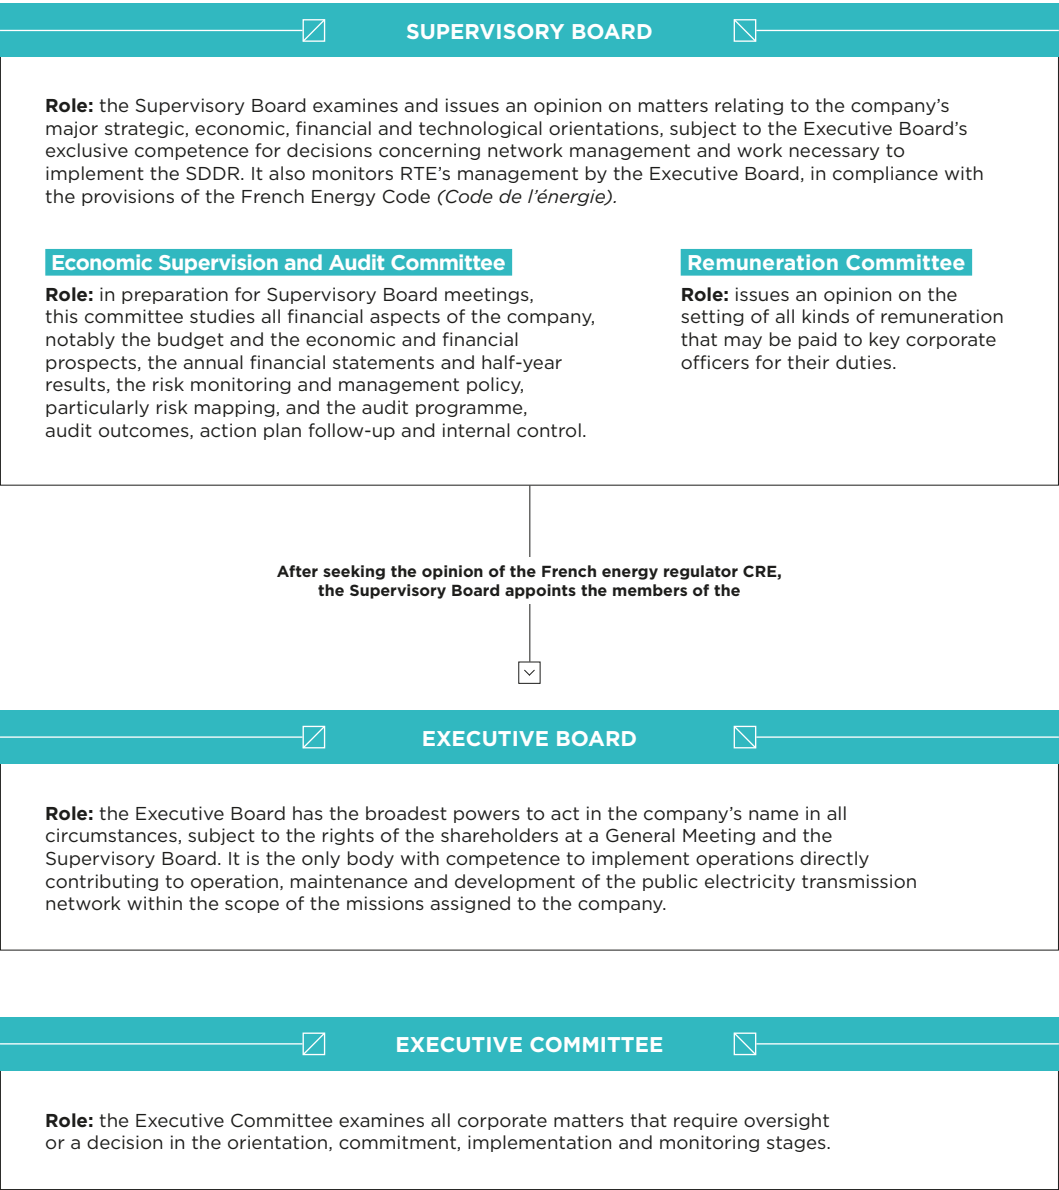 SUPERVISORY BOARD
Role: the Supervisory Board examines and issues an opinion on matters relating to the company’s
major strategic, economic, financial and technological orientations, subject to the Executive Board’s
exclusive competence for decisions concerning network management and work necessary to
implement the SDDR. It also monitors RTE’s management by the Executive Board, in compliance with
the provisions of the French Energy Code (Code de l’énergie).
Economic Supervision and Audit Committee
Role: in preparation for Supervisory Board meetings,
this committee studies all financial aspects of the company,
notably the budget and the economic and financial
prospects, the annual financial statements and half-year
results, the risk monitoring and management policy,
particularly risk mapping, and the audit programme,
audit outcomes, action plan follow-up and internal control.
Remuneration Committee
Role: issues an opinion on the
setting of all kinds of remuneration
that may be paid to key corporate
officers for their duties.
After seeking the opinion of the French energy regulator CRE,
the Supervisory Board appoints the members of the
EXECUTIVE BOARD
Role: the Executive Board has the broadest powers to act in the company’s name in all
circumstances, subject to the rights of the shareholders at a General Meeting and the
Supervisory Board. It is the only body with competence to implement operations directly
contributing to operation, maintenance and development of the public electricity transmission
network within the scope of the missions assigned to the company.
EXECUTIVE COMMITTEE
Role: the Executive Committee examines all corporate matters that require oversight
or a decision in the orientation, commitment, implementation and monitoring stages.